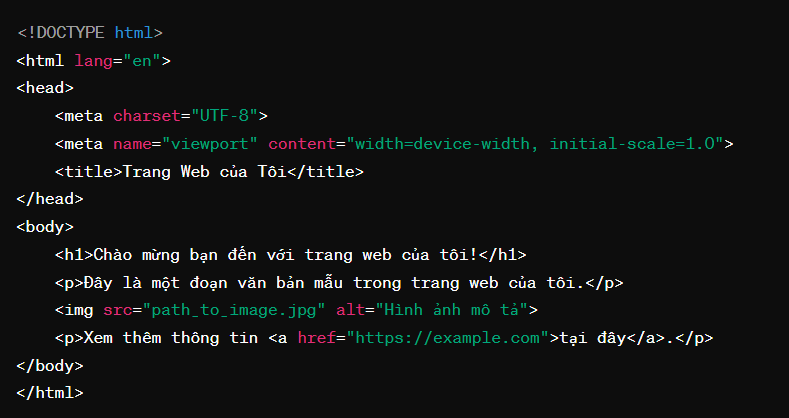 <!DOCTYPE html>
<html lang="en">
<head>
    <meta charset="UTF-8">
    <meta name="viewport" content="width=device-width, initial-scale=1.0">
    <title>Trang Web của Tôi</title>
</head>
<body>
    <h1>Chào mừng bạn đến với trang web của tôi!</h1>
    <p>Đây là một đoạn văn bản mẫu trong trang web của tôi.</p>
    <img src="path_to_image.jpg" alt="Hình ảnh mô tả">
    <p>Xem thêm thông tin <a href="https://example.com">tại đây</a>.</p>
</body>
</html>